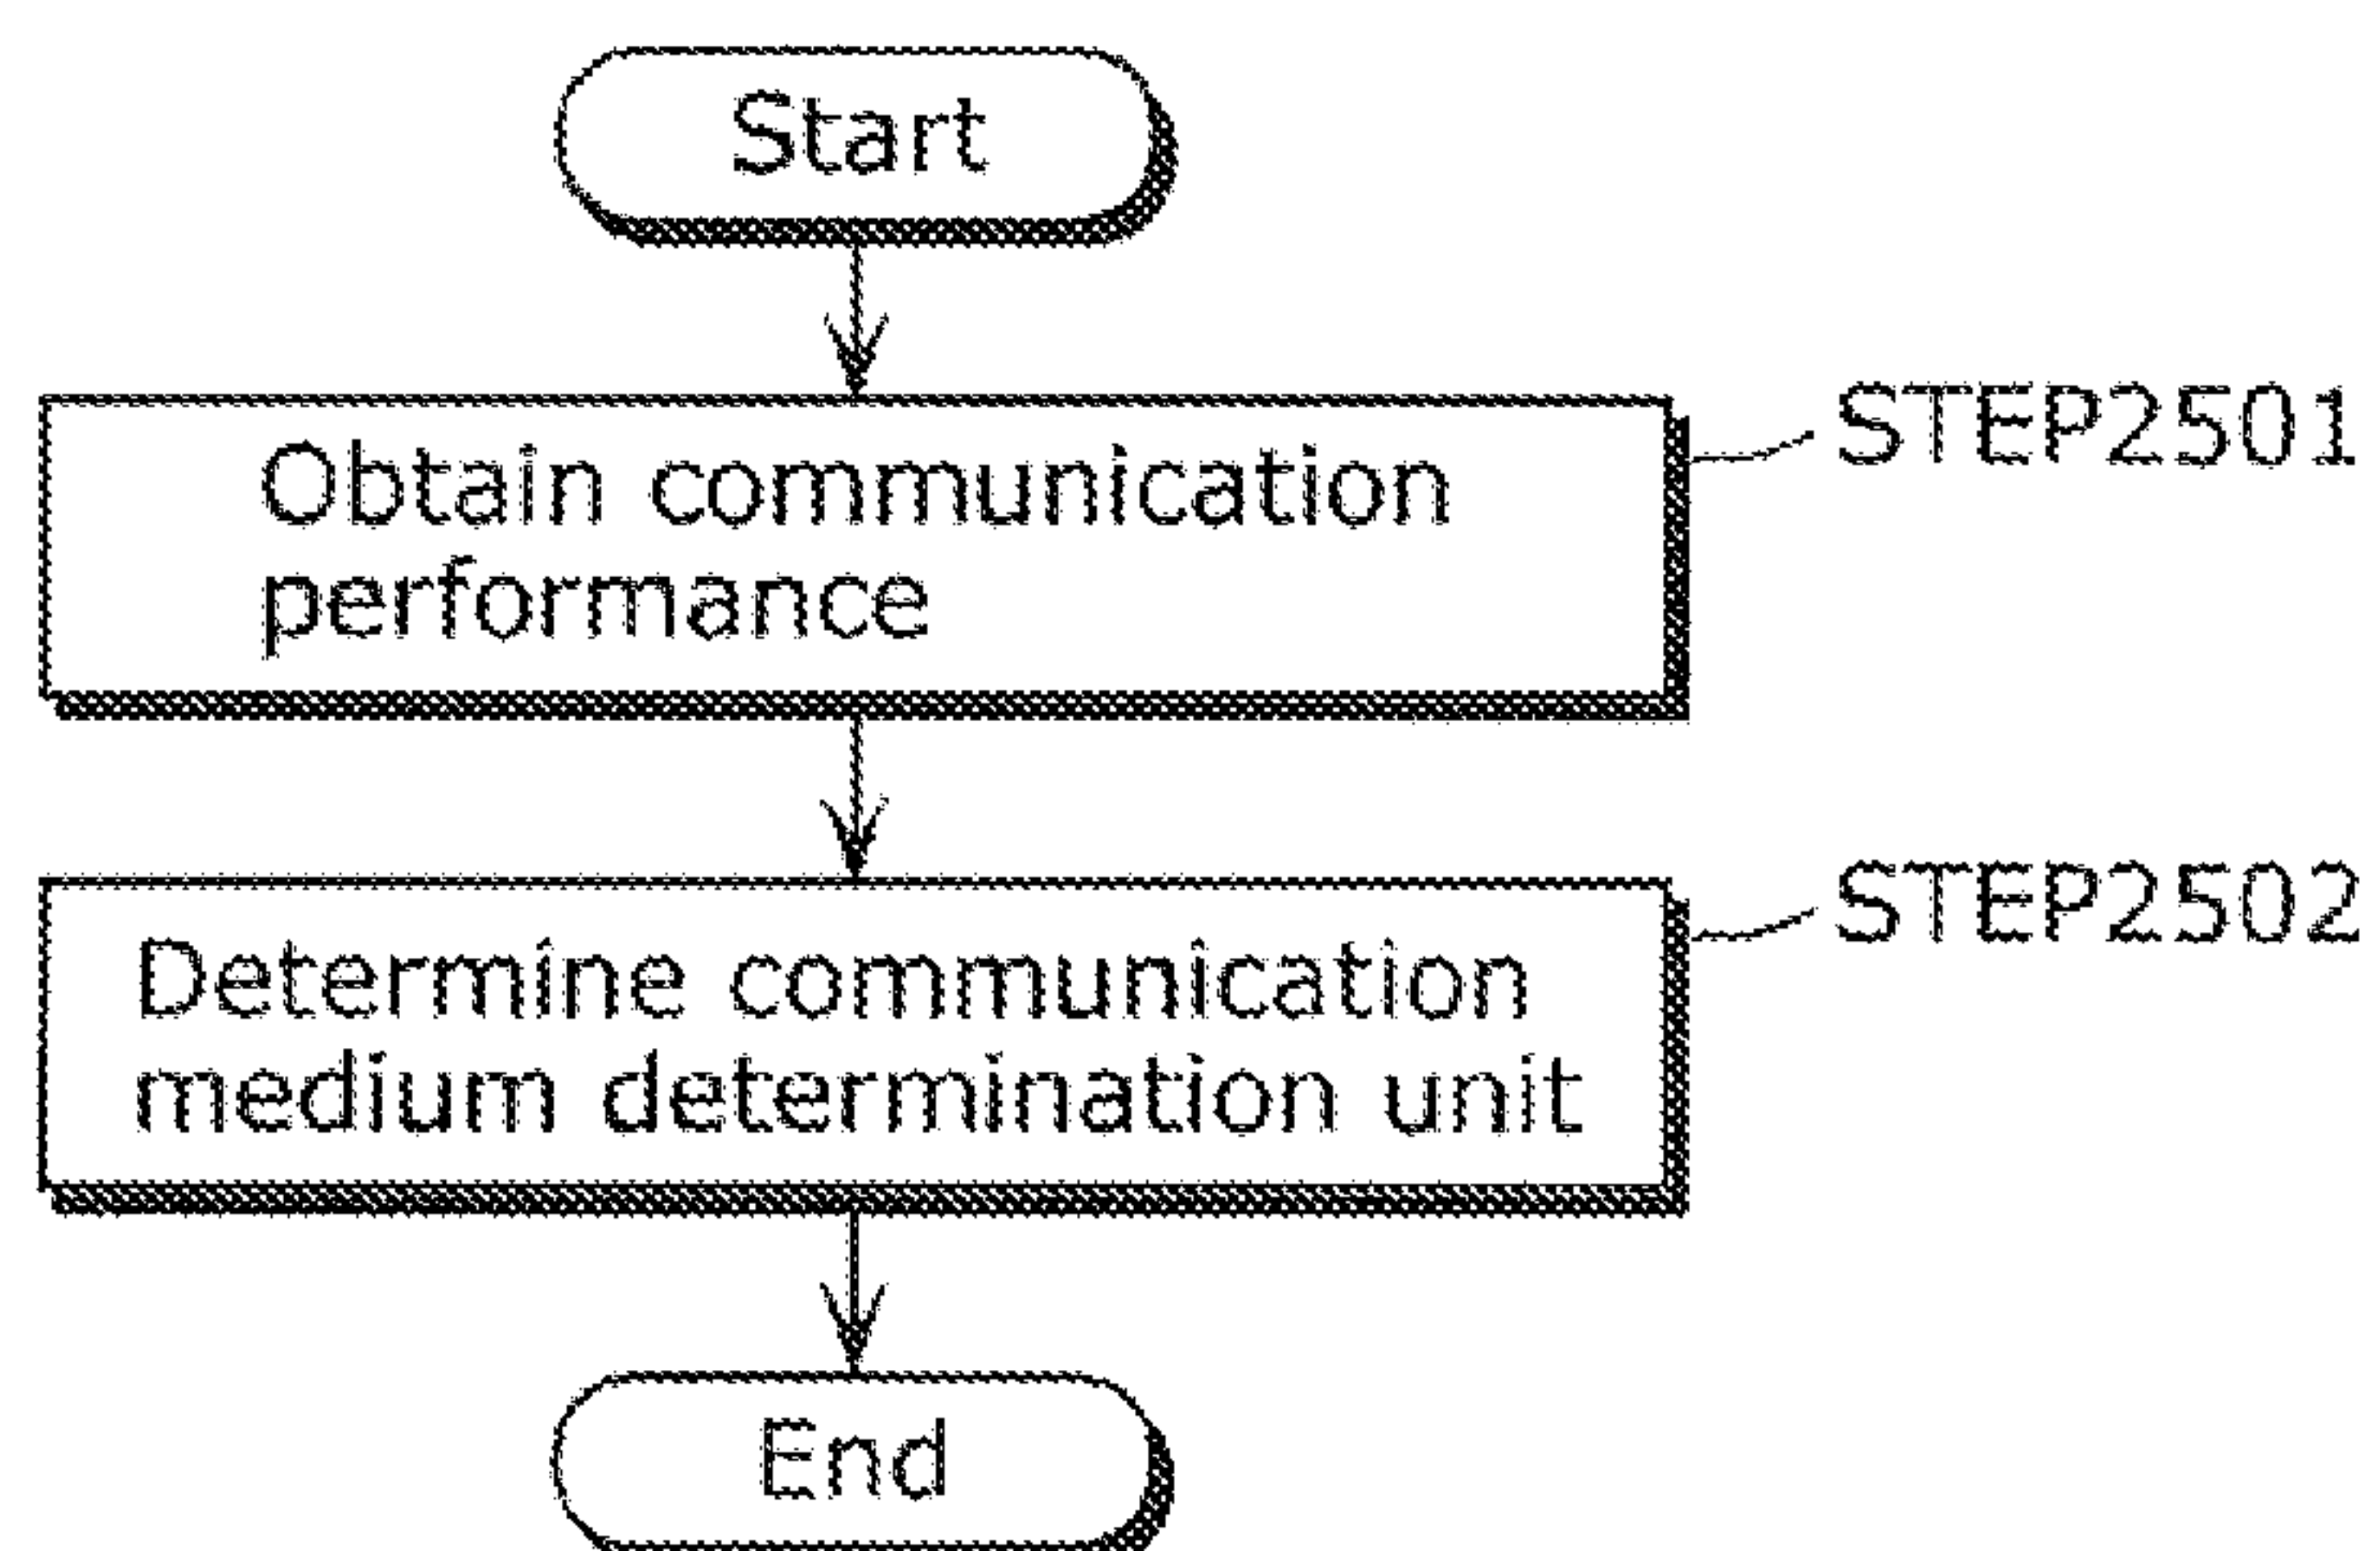 Start
STEP2501
Obtain communication
performance
STEP2502
Determine communication
medium determination unit
End